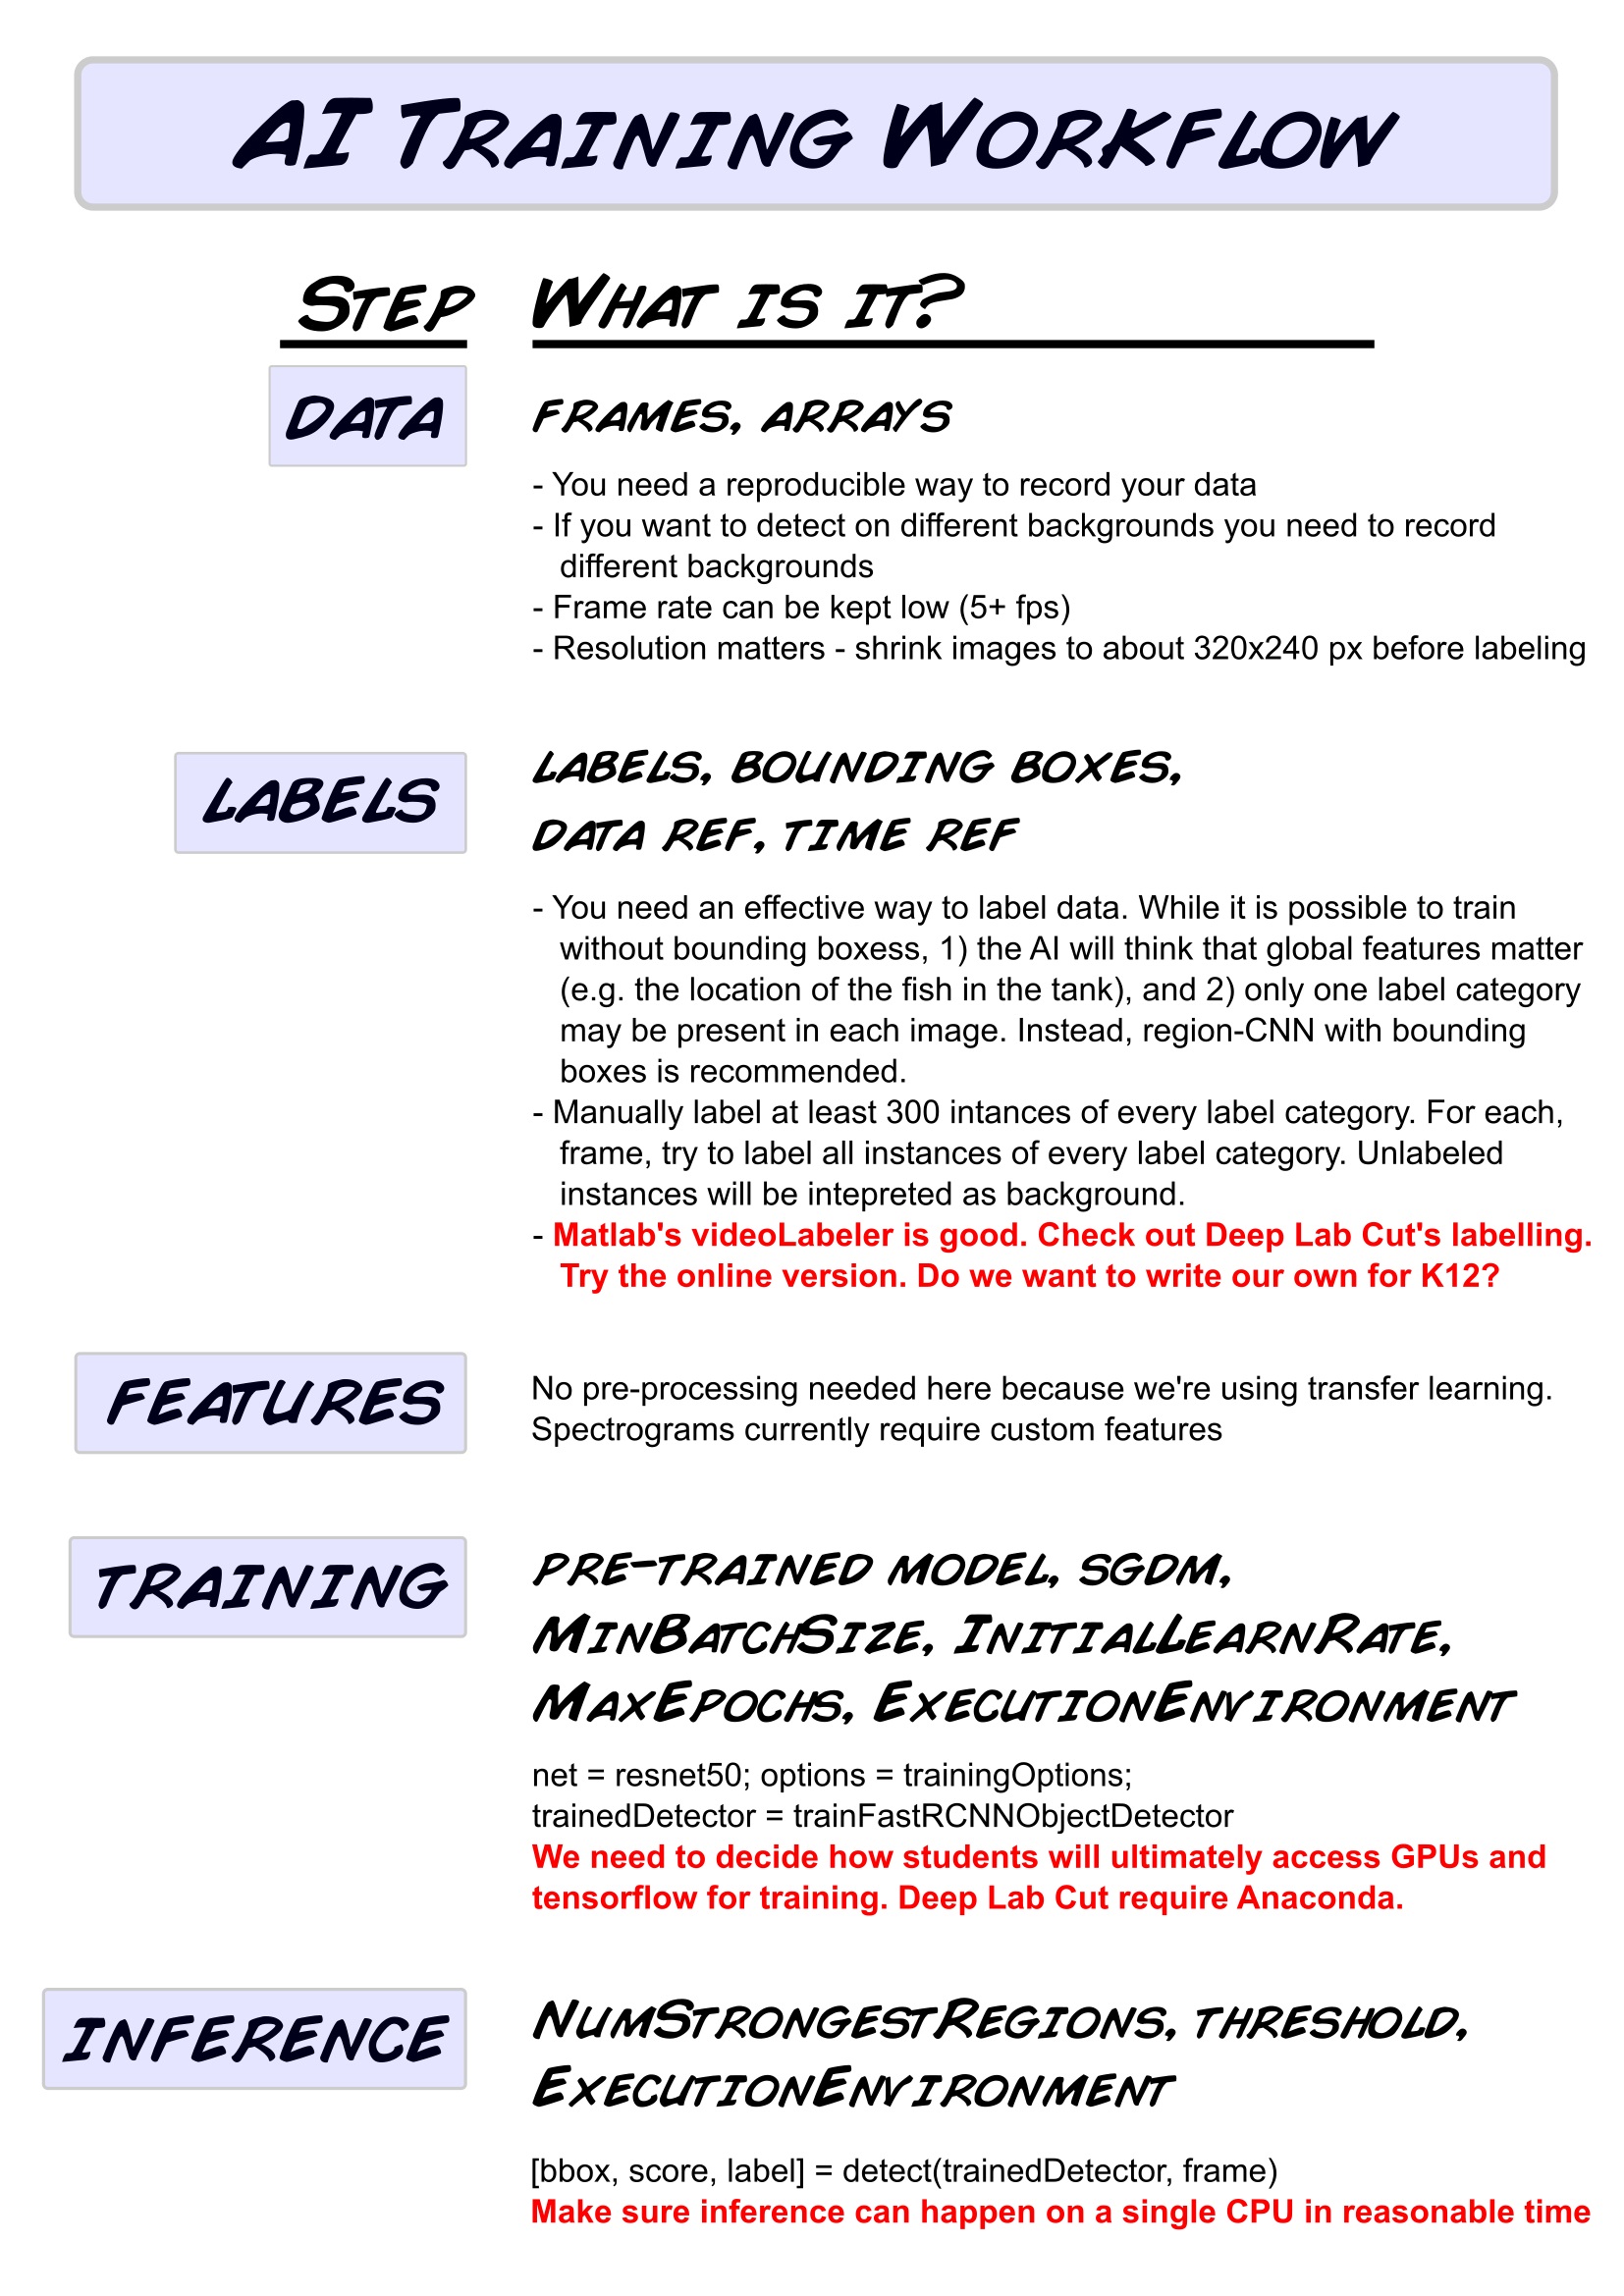 AI Training Workflow
Step What is it?
data frames, arrays
- You need a reproducible way to record your data
- If you want to detect on different backgrounds you need to record
different backgrounds
- Frame rate can be kept low (5+ fps)
- Resolution matters - shrink images to about 320x240 px before labeling
labels labels, bounding boxes,
data ref, time ref
- You need an effective way to label data. While it is possible to train
without bounding boxess, 1) the AI will think that global features matter
(e.g. the location of the fish in the tank), and 2) only one label category
may be present in each image. Instead, region-CNN with bounding
boxes is recommended.
- Manually label at least 300 intances of every label category. For each,
frame, try to label all instances of every label category. Unlabeled
instances will be intepreted as background.
- Matlab's videoLabeler is good. Check out Deep Lab Cut's labelling.
Try the online version. Do we want to write our own for K12?
features No pre-processing needed here because we're using transfer learning.
Spectrograms currently require custom features
training pre-trained model, sgdm,
MinBatchSize, InitialLearnRate,
MaxEpochs, ExecutionEnvironment
net = resnet50; options = trainingOptions;
trainedDetector = trainFastRCNNObjectDetector
We need to decide how students will ultimately access GPUs and
tensorflow for training. Deep Lab Cut require Anaconda.
inference NumStrongestRegions, threshold,
ExecutionEnvironment
[bbox, score, label] = detect(trainedDetector, frame)
Make sure inference can happen on a single CPU in reasonable time